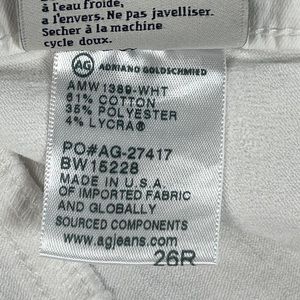 à l'eau froide,
a l'envers. Ne pas javelliser.
Secher à la machine
cycle doux.
AG ADRIANO GOLDSCHMIED
AMW1389-WHT
61% COTTON
35% POLYESTER
4% LYCRA®
PO#AG-27417
BW15228
MADE IN U.S.A.
OF IMPORTED FABRIC
AND GLOBALLY
SOURCED COMPONENTS
www.agjeans.com
26R